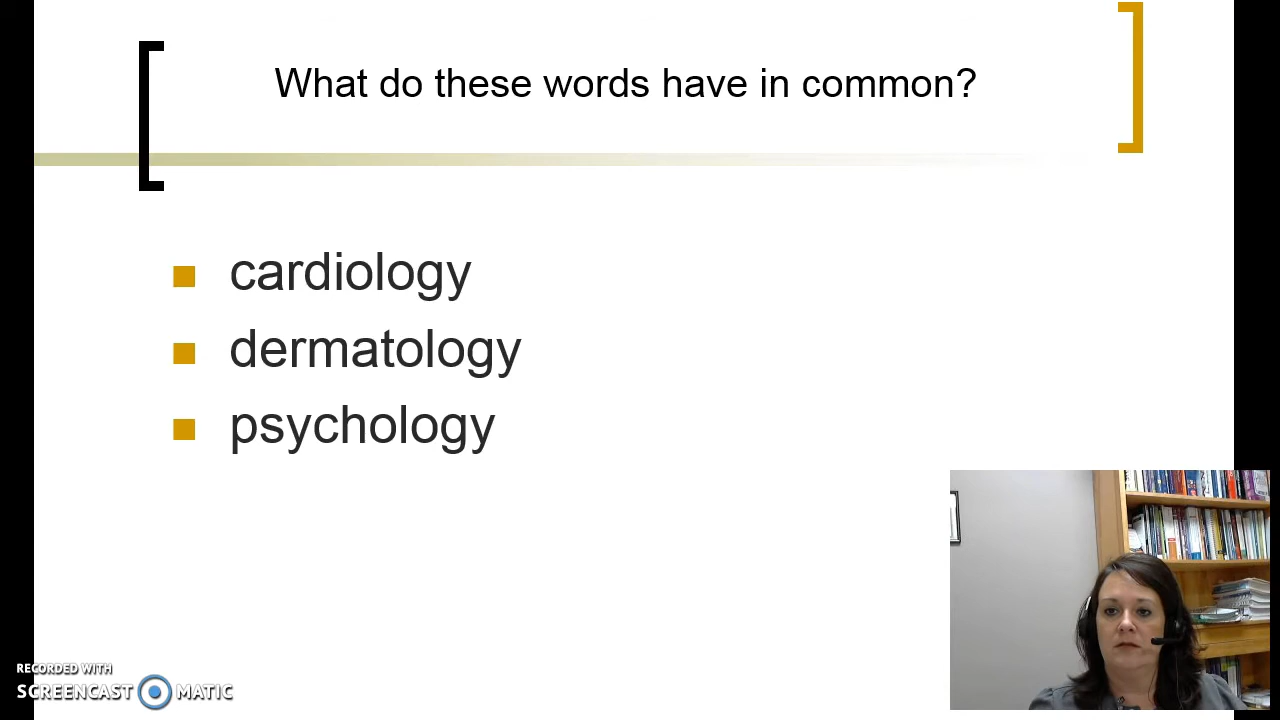 What do these words have in common?
cardiology
dermatology
psychology
RECORDED WITH
SCREENCAST MATIC